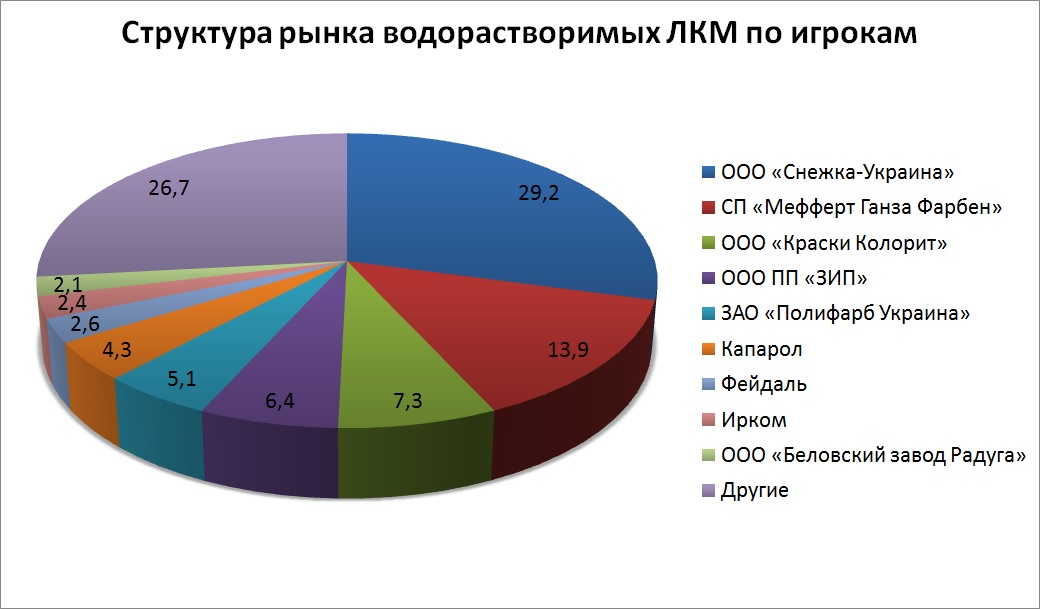 Структура рынка водорастворимых ЛКМ по игрокам
29,2
13,9
7,3
6,4
5,1
4,3
2,6
2,4
2,1
26,7
ООО «Снежка-Украина»
СП «Мефферт Ганза Фарбен»
ООО «Краски Колорит»
ООО ПП «ЗИП»
ЗАО «Полифарб Украина»
Капарол
Фейдаль
Ирком
ООО «Беловский завод Радуга»
Другие